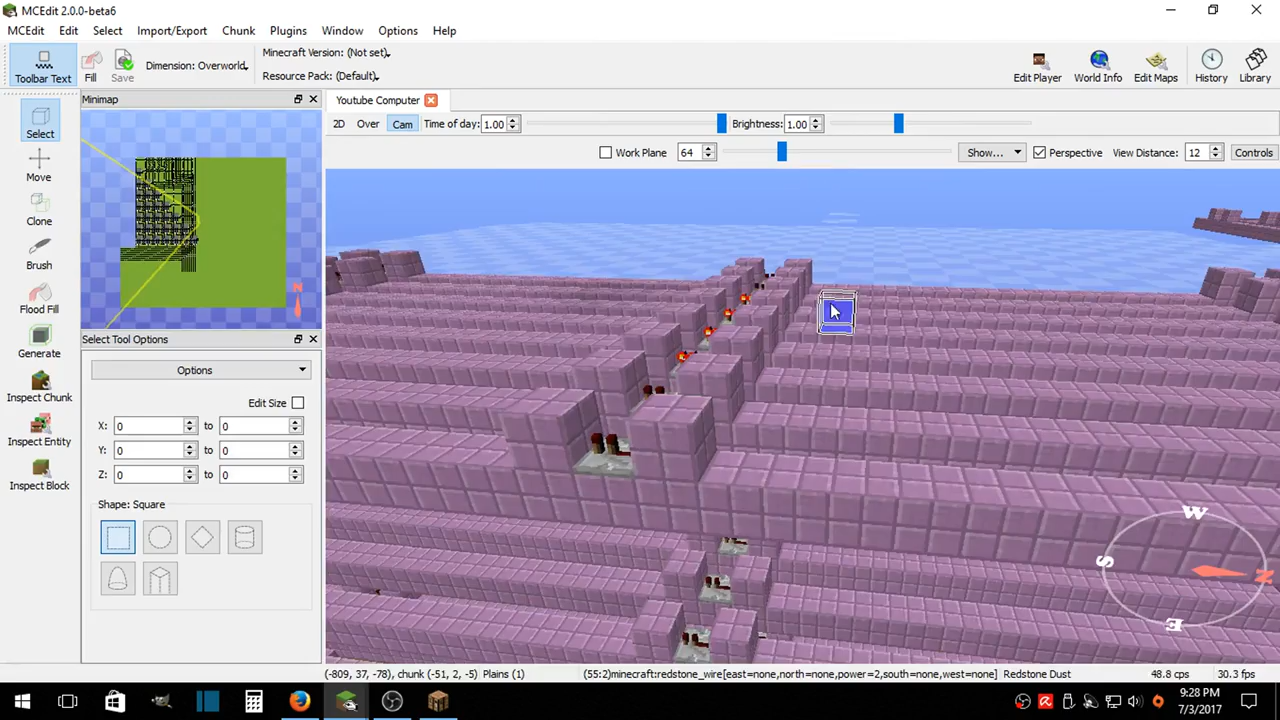 MCEdit 2.0.0-beta6
MCEdit Edit Select Import/Export Chunk Plugins Window Options Help
Toolbar Text Fill Save Dimension: Overworld Minecraft Version: (Not set) Resource Pack: (Default) Edit Player World Info Edit Maps History Library
Minimap
N
Youtube Computer
2D Over Cam Time of day: 1.00 Brightness: 1.00
Work Plane 64 Show... Perspective View Distance: 12 Controls
Select
Move
Clone
Brush
Flood Fill
Generate
Inspect Chunk
Inspect Entity
Inspect Block
Select Tool Options
Options
Edit Size
X: 0 to 0
Y: 0 to 0
Z: 0 to 0
Shape: Square
W
S
E
(-809, 37, -78), chunk (-51, 2, -5) Plains (1) (55:2)minecraft:redstone_wire[east=none,north=none,power=2,south=none,west=none] Redstone Dust 48.8 cps 30.3 fps
9:28 PM
7/3/2017